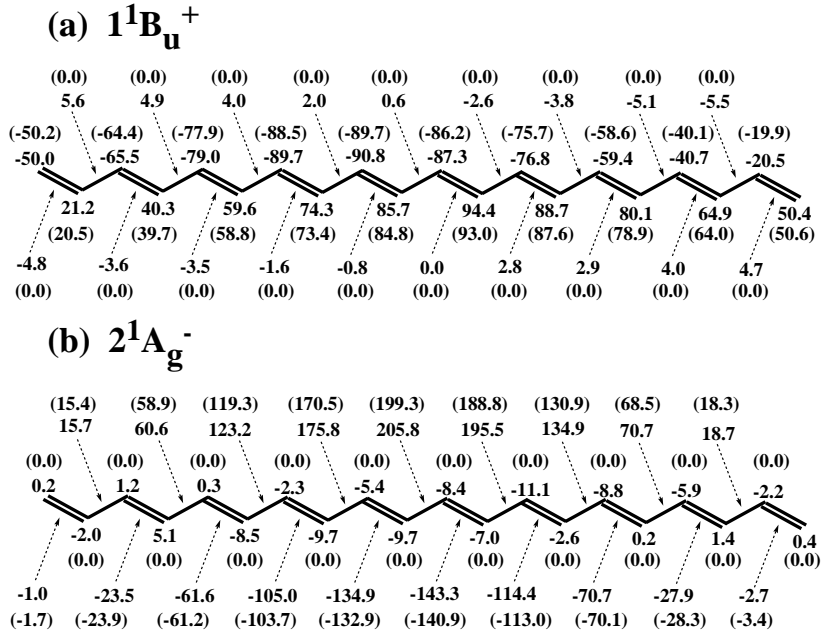 (a) 1¹Bᵤ⁺
(0.0) (0.0) (0.0) (0.0) (0.0) (0.0) (0.0) (0.0) (0.0)
5.6 4.9 4.0 2.0 0.6 -2.6 -3.8 -5.1 -5.5
(-50.2) (-64.4) (-77.9) (-88.5) (-89.7) (-86.2) (-75.7) (-58.6) (-40.1) (-19.9)
-50.0 -65.5 -79.0 -89.7 -90.8 -87.3 -76.8 -59.4 -40.7 -20.5
21.2 40.3 59.6 74.3 85.7 94.4 88.7 80.1 64.9 50.4
(20.5) (39.7) (58.8) (73.4) (84.8) (93.0) (87.6) (78.9) (64.0) (50.6)
-4.8 -3.6 -3.5 -1.6 -0.8 0.0 2.8 2.9 4.0 4.7
(0.0) (0.0) (0.0) (0.0) (0.0) (0.0) (0.0) (0.0) (0.0) (0.0)
(b) 2¹A_g⁻
(15.4) (58.9) (119.3) (170.5) (199.3) (188.8) (130.9) (68.5) (18.3)
15.7 60.6 123.2 175.8 205.8 195.5 134.9 70.7 18.7
(0.0) (0.0) (0.0) (0.0) (0.0) (0.0) (0.0) (0.0) (0.0) (0.0)
0.2 1.2 0.3 -2.3 -5.4 -8.4 -11.1 -8.8 -5.9 -2.2
-2.0 5.1 -8.5 -9.7 -9.7 -7.0 -2.6 0.2 1.4 0.4
(0.0) (0.0) (0.0) (0.0) (0.0) (0.0) (0.0) (0.0) (0.0) (0.0)
-1.0 -23.5 -61.6 -105.0 -134.9 -143.3 -114.4 -70.7 -27.9 -2.7
(-1.7) (-23.9) (-61.2) (-103.7) (-132.9) (-140.9) (-113.0) (-70.1) (-28.3) (-3.4)